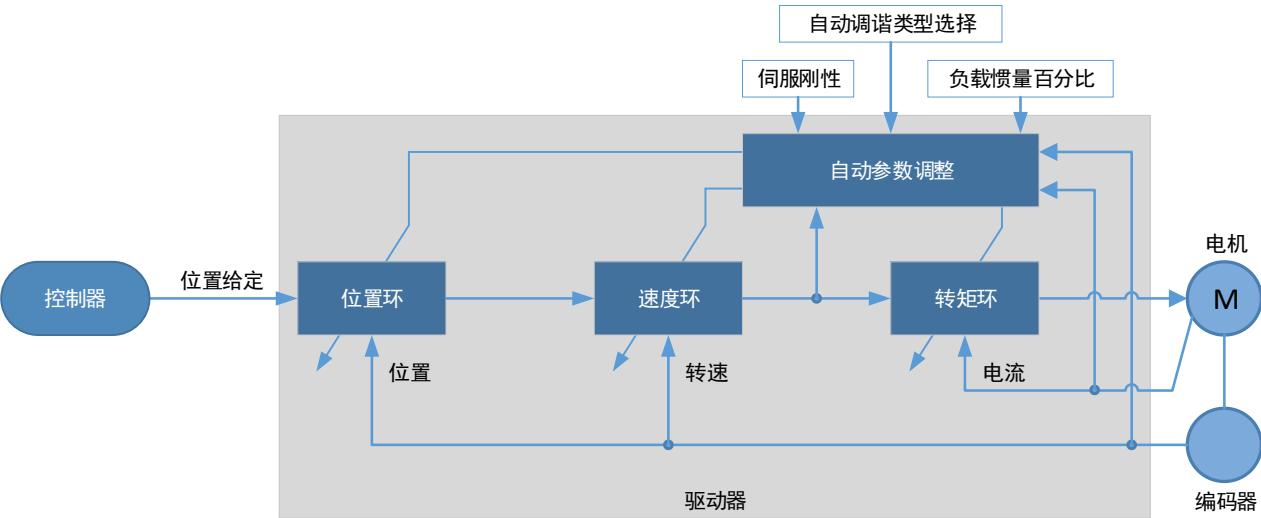 自动调谐类型选择
伺服刚性
负载惯量百分比
自动参数调整
电机
控制器
位置给定
位置环
速度环
转矩环
M
位置
转速
电流
驱动器
编码器